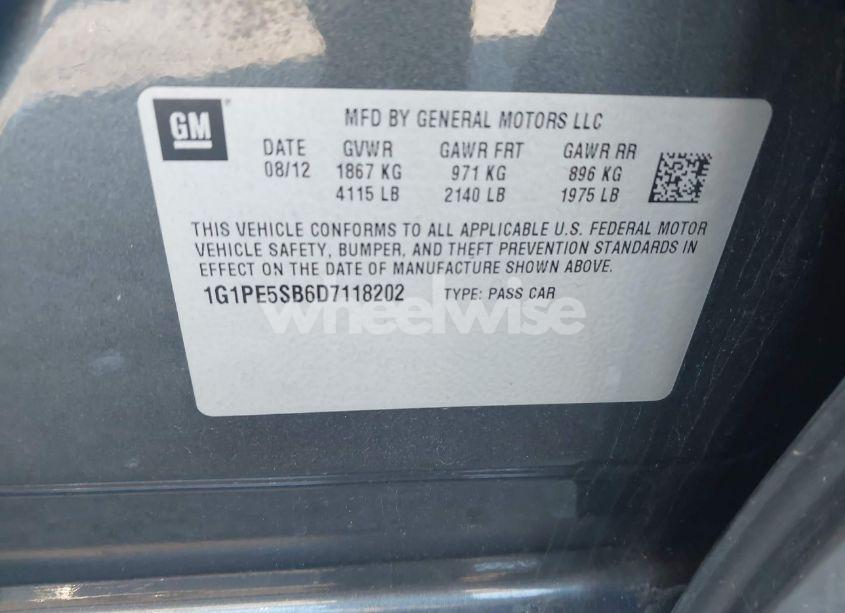 GM
MFD BY GENERAL MOTORS LLC
DATE GVWR GAWR FRT GAWR RR
08/12 1867 KG 971 KG 896 KG
4115 LB 2140 LB 1975 LB
THIS VEHICLE CONFORMS TO ALL APPLICABLE U.S. FEDERAL MOTOR
VEHICLE SAFETY, BUMPER, AND THEFT PREVENTION STANDARDS IN
EFFECT ON THE DATE OF MANUFACTURE SHOWN ABOVE.
1G1PE5SB6D7118202 TYPE: PASS CAR
wheelwise